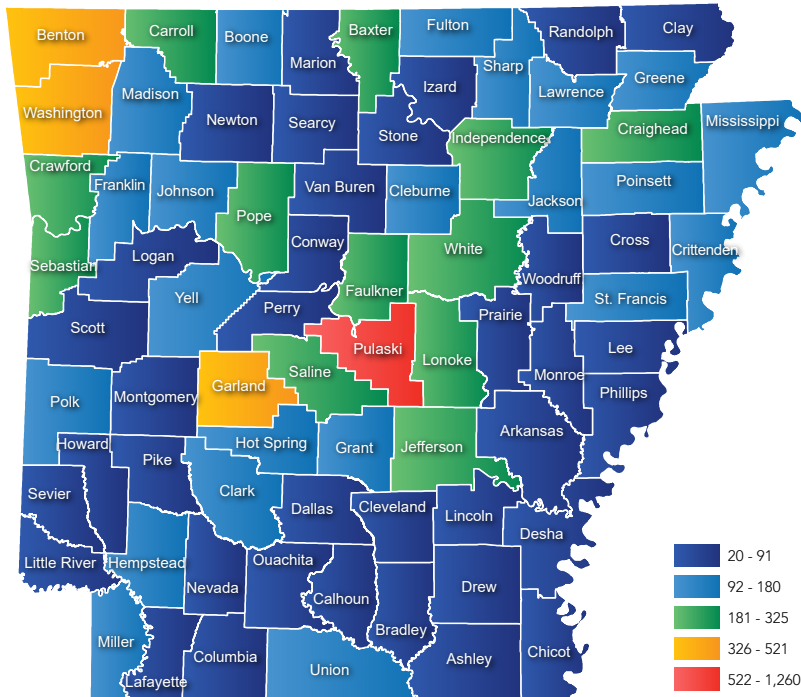 Benton
Carroll
Boone
Marion
Baxter
Fulton
Sharp
Randolph
Clay
Washington
Madison
Newton
Searcy
Stone
Izard
Lawrence
Greene
Independence
Craighead
Mississippi
Crawford
Franklin
Johnson
Pope
Van Buren
Cleburne
Jackson
Poinsett
Sebastian
Logan
Conway
White
Woodruff
Cross
Crittenden
Yell
Faulkner
St. Francis
Scott
Perry
Pulaski
Lonoke
Prairie
Monroe
Lee
Phillips
Polk
Montgomery
Garland
Saline
Hot Spring
Grant
Jefferson
Arkansas
Howard
Pike
Clark
Sevier
Dallas
Cleveland
Lincoln
Desha
Little River
Hempstead
Nevada
Ouachita
Calhoun
Bradley
Drew
Miller
Lafayette
Columbia
Union
Ashley
Chicot
20 - 91
92 - 180
181 - 325
326 - 521
522 - 1,260